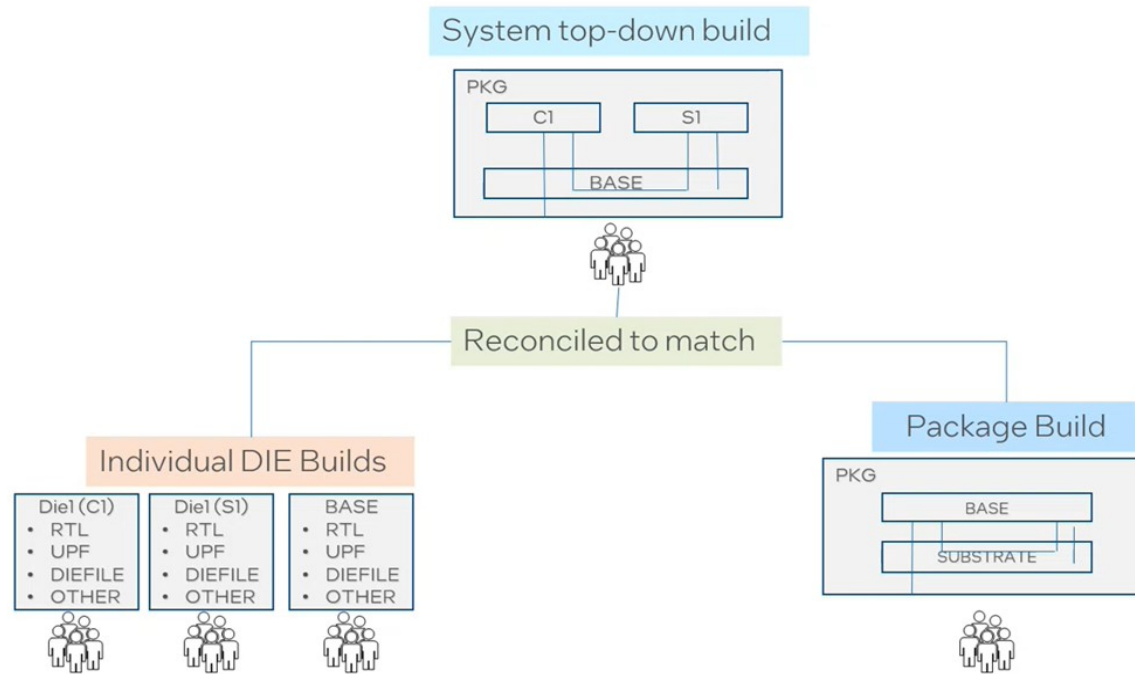 System top-down build
PKG
C1
S1
BASE
Reconciled to match
Individual DIE Builds
Die1 (C1)
• RTL
• UPF
• DIEFILE
• OTHER
Die1 (S1)
• RTL
• UPF
• DIEFILE
• OTHER
BASE
• RTL
• UPF
• DIEFILE
• OTHER
Package Build
PKG
BASE
SUBSTRATE